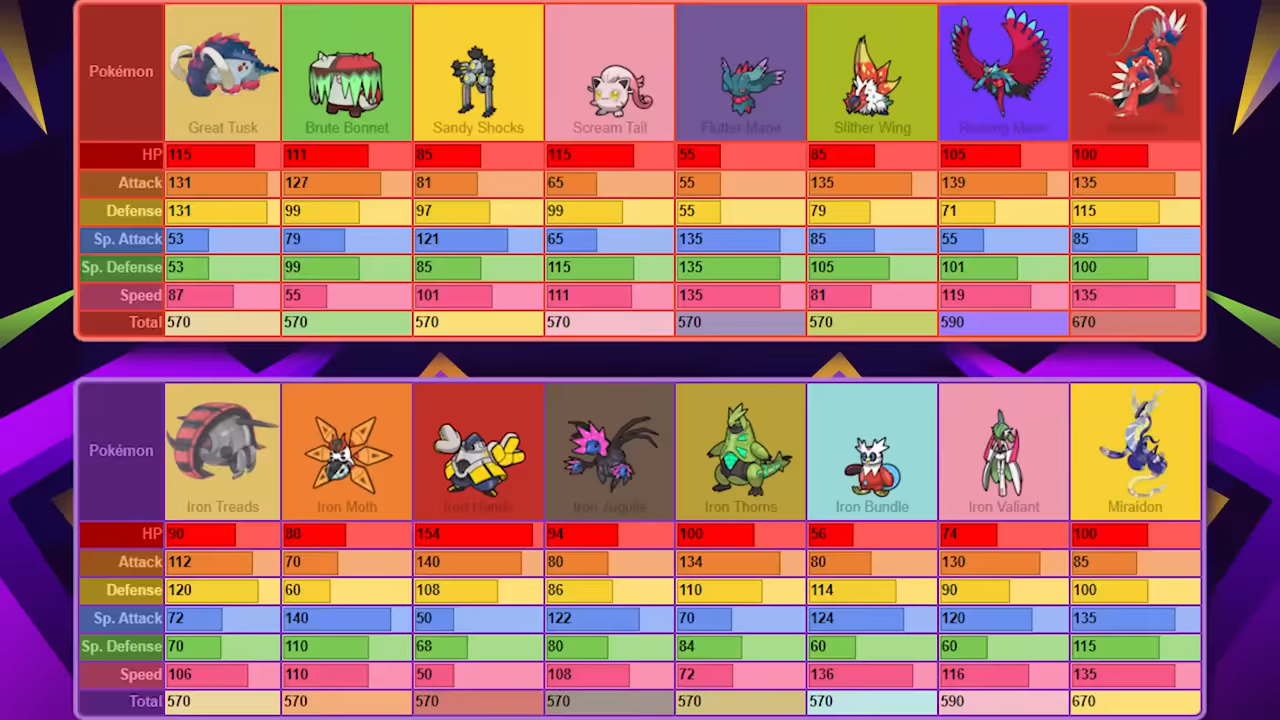 Pokémon Great Tusk Brute Bonnet Sandy Shocks Scream Tail Flutter Mane Slither Wing Roaring Moon
HP 115 111 85 115 55 85 105 100
Attack 131 127 81 65 55 135 139 135
Defense 131 99 97 99 55 79 71 115
Sp. Attack 53 79 121 65 135 85 55 85
Sp. Defense 53 99 85 115 135 105 101 100
Speed 87 55 101 111 135 81 119 135
Total 570 570 570 570 570 570 590 670
Pokémon Iron Treads Iron Moth Iron Hands Iron Jugulis Iron Thorns Iron Bundle Iron Valiant Miraidon
HP 90 80 154 94 100 56 74 100
Attack 112 70 140 80 134 80 130 85
Defense 120 60 108 86 110 114 90 100
Sp. Attack 72 140 50 122 70 124 120 135
Sp. Defense 70 110 68 80 84 60 60 115
Speed 106 110 50 108 72 136 116 135
Total 570 570 570 570 570 570 590 670